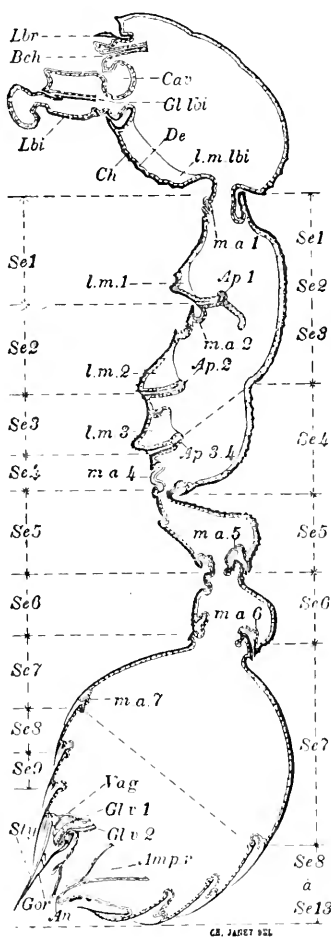 Lbr
Bch
Cav
Gl lbi
Lbi
De
Ch
l.m.lbi
m a 1
Se1
Se1
Ap 1
Se2
l.m.1
Se3
m.a 2
Se2
Ap.2
l.m.2
Se3
l.m 3
Se4
Ap 3.4
Se4
m a 4
Se5
m a.5
Se5
Se6
m a 6
Se6
Se7
m.a.7
Se8
Se7
Se9
Vag
Gl v 1
Sty
Gl v 2
Amp v
Se8
à
Gor
An
Se13
CH. JANET DEL